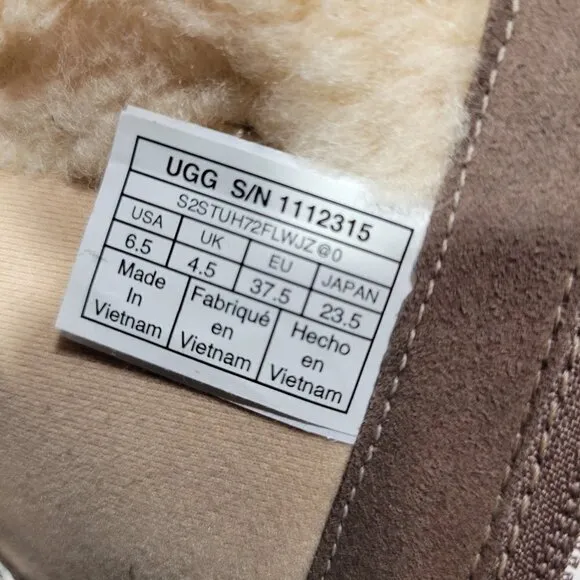 UGG S/N 1112315
S2STUH72FLWJZ@0
USA UK EU JAPAN
6.5 4.5 37.5 23.5
Made
In
Vietnam
Fabriqué
en
Vietnam
Hecho
en
Vietnam